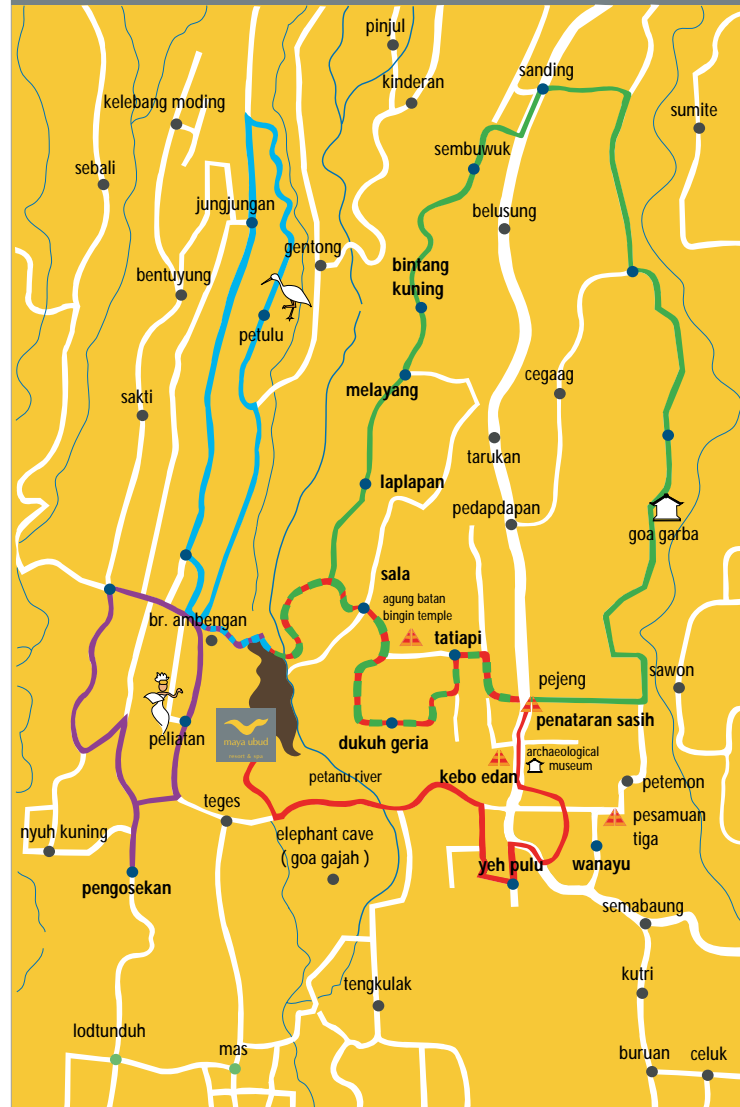 pinjul
sanding
kinderan
kelebang moding
sumite
sembuwuk
sebali
jungjungan
belusung
gentong
bintang
kuning
bentuyung
petulu
cegaag
melayang
sakti
tarukan
laplapan
pedapdapan
goa garba
sala
agung batan
bingin temple
br. ambengan
tatiapi
pejeng
sawon
penataran sasih
peliatan
maya ubud
resort & spa
dukuh geria
archaeological
museum
kebo edan
petanu river
petemon
teges
pesamuan
tiga
nyuh kuning
elephant cave
( goa gajah )
yeh pulu
wanayu
pengosekan
semabaung
kutri
tengkulak
lodtunduh
mas
buruan
celuk